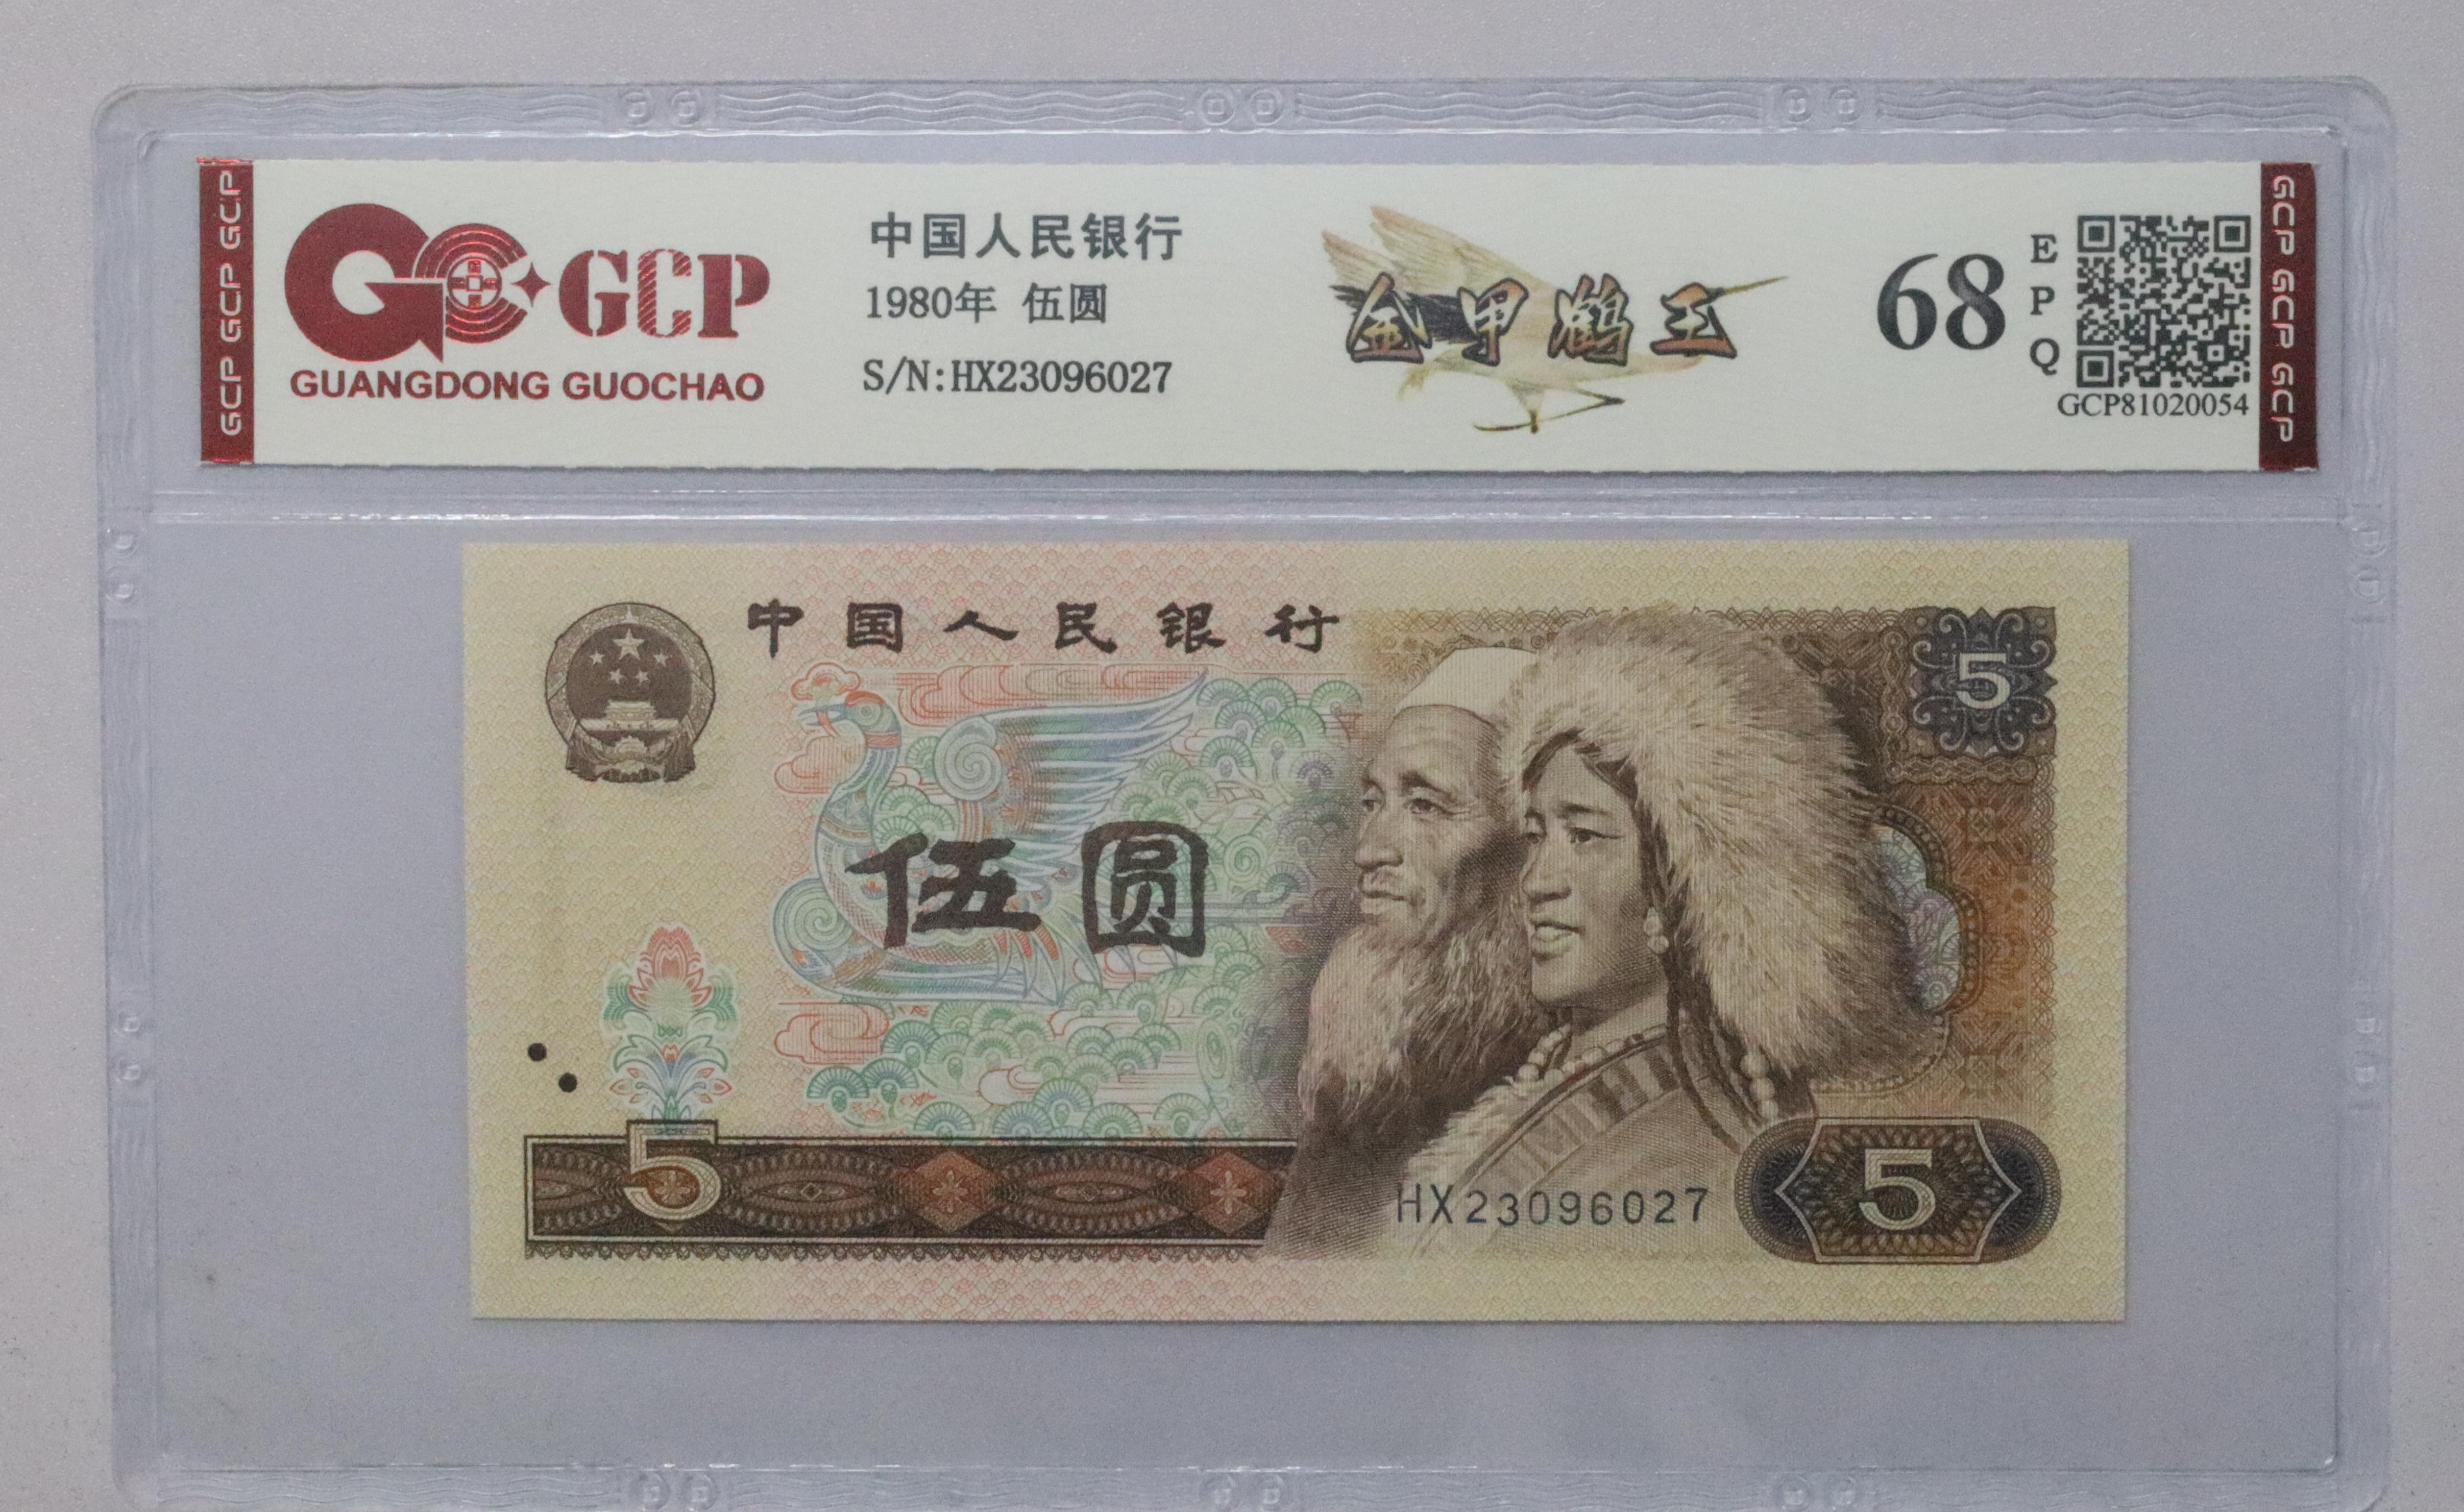 GCP GCP GCP
GCP
GUANGDONG GUOCHAO
中国人民银行
1980年 伍圆
S/N:HX23096027
金甲鹤王
68
E
P
Q
GCP81020054
GCP GCP GCP
中国人民银行
5
伍圆
5
HX23096027
5